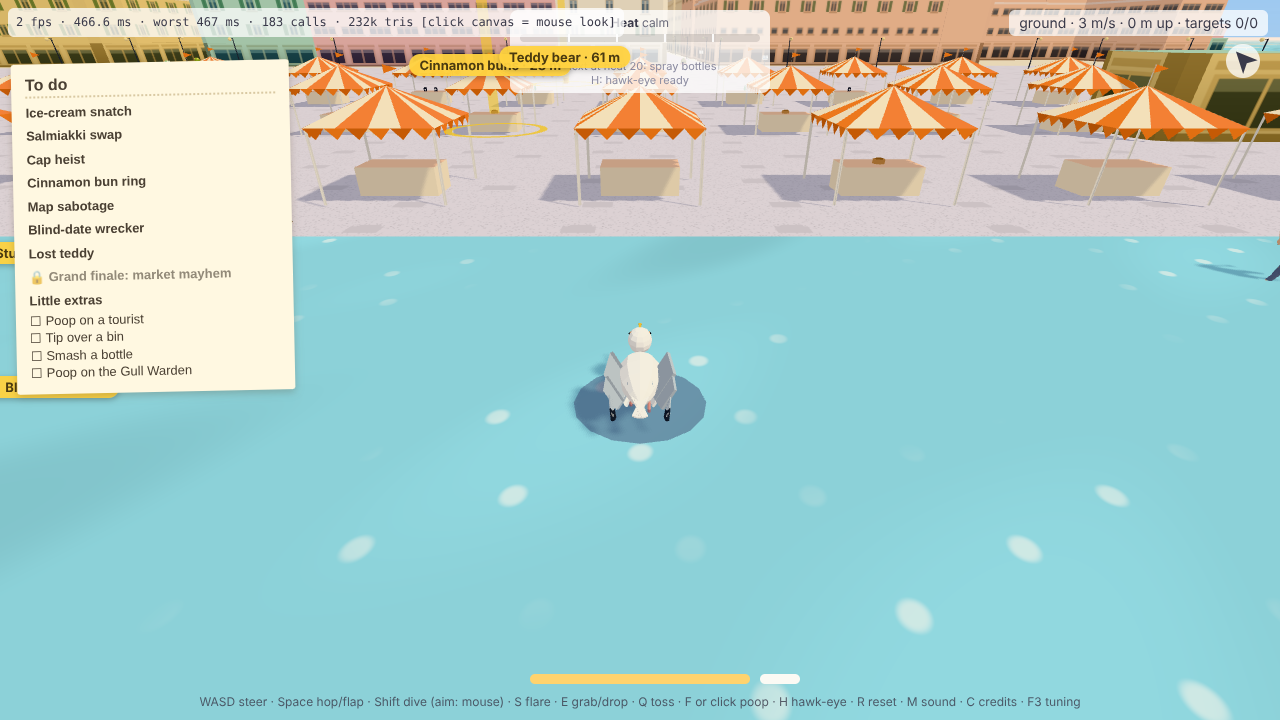 2 fps · 466.6 ms · worst 467 ms · 183 calls · 232k tris [click canvas = mouse look]
calm
ground · 3 m/s · 0 m up · targets 0/0
Teddy bear · 61 m
Cinnamon
20: spray bottles
H: hawk-eye ready
To do
Ice-cream snatch
Salmiakki swap
Cap heist
Cinnamon bun ring
Map sabotage
Blind-date wrecker
Lost teddy
🔒 Grand finale: market mayhem
Little extras
☐ Poop on a tourist
☐ Tip over a bin
☐ Smash a bottle
☐ Poop on the Gull Warden
WASD steer · Space hop/flap · Shift dive (aim: mouse) · S flare · E grab/drop · Q toss · F or click poop · H hawk-eye · R reset · M sound · C credits · F3 tuning